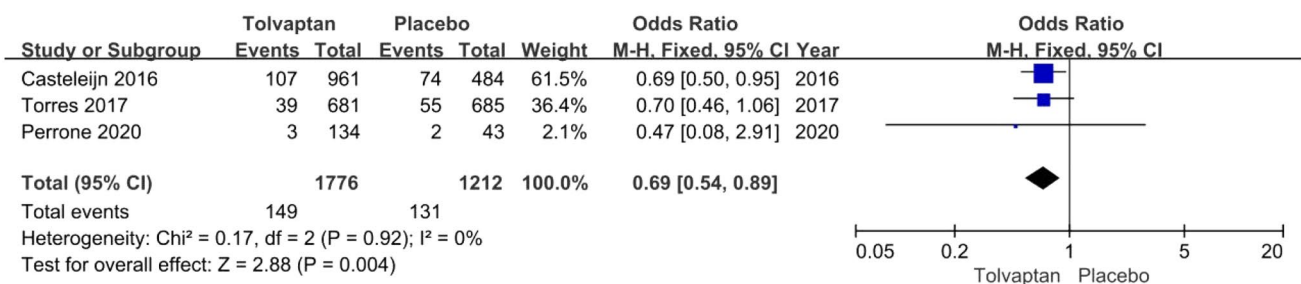 Tolvaptan Placebo Odds Ratio Odds Ratio
Study or Subgroup Events Total Events Total Weight M-H, Fixed, 95% CI Year M-H, Fixed, 95% CI
Casteleijn 2016 107 961 74 484 61.5% 0.69 [0.50, 0.95] 2016
Torres 2017 39 681 55 685 36.4% 0.70 [0.46, 1.06] 2017
Perrone 2020 3 134 2 43 2.1% 0.47 [0.08, 2.91] 2020
Total (95% CI) 1776 1212 100.0% 0.69 [0.54, 0.89]
Total events 149 131
Heterogeneity: Chi² = 0.17, df = 2 (P = 0.92); I² = 0%
Test for overall effect: Z = 2.88 (P = 0.004)
0.05 0.2 1 5 20
Tolvaptan Placebo